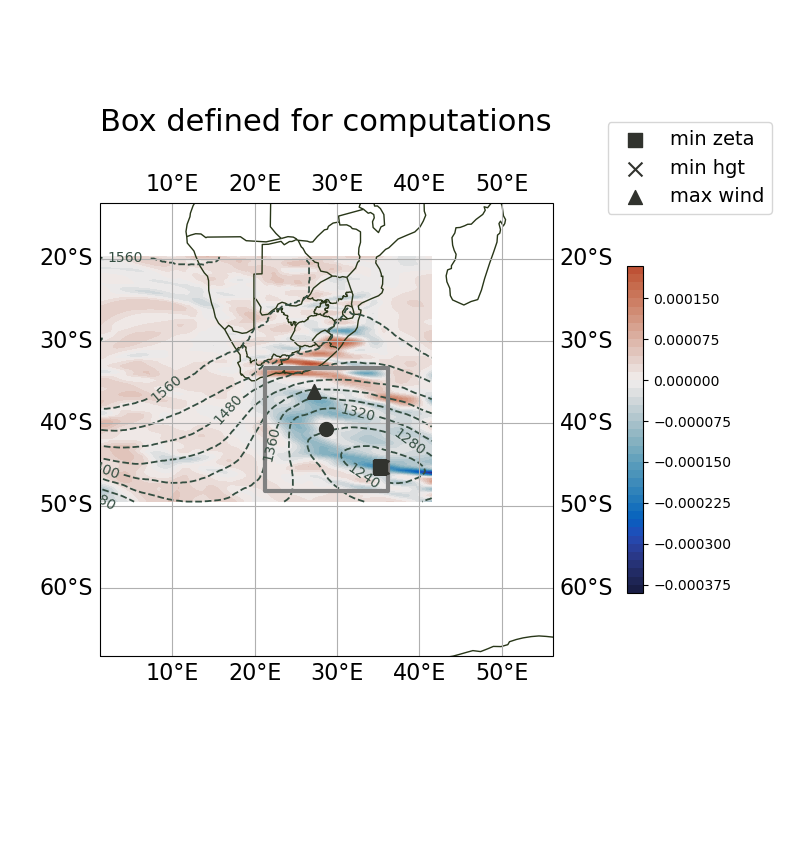 Box defined for computations
min zeta
min hgt
max wind
10°E 20°E 30°E 40°E 50°E
20°S 1560 20°S
30°S 30°S
1560
1480
1320
40°S 40°S
1360
1280
00
1240
80
50°S 50°S
60°S 60°S
10°E 20°E 30°E 40°E 50°E
0.000150
0.000075
0.000000
−0.000075
−0.000150
−0.000225
−0.000300
−0.000375